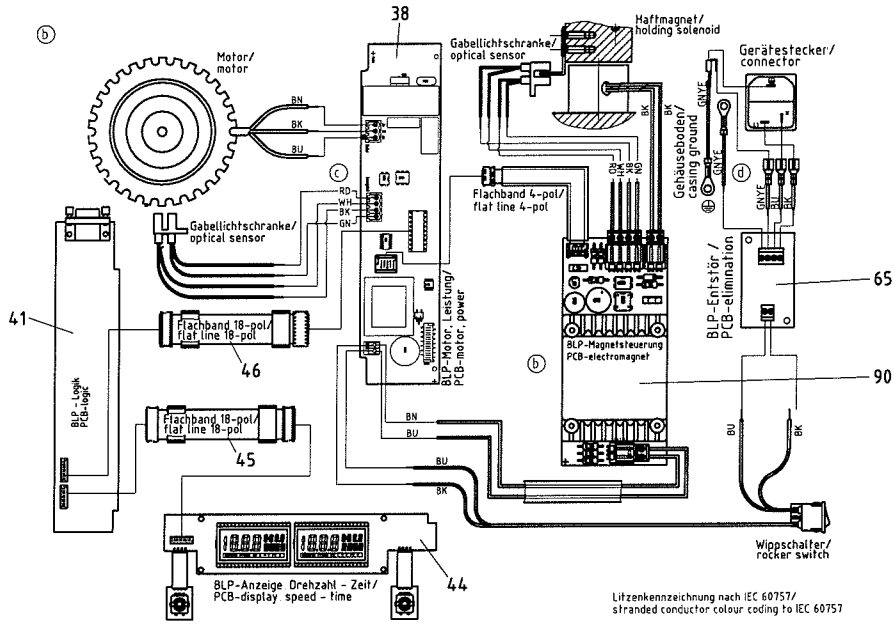 b
38
Motor/
motor
BN
BK
BU
c
RD
WH
BK
GN
Gabellichtschranke/
optical sensor
41
BLP - Logik
PCB-logic
Flachband 18-pol/
flat line 18-pol
46
Flachband 18-pol/
flat line 18-pol
45
BLP-Motor, Leistung/
PCB-motor, power
Gabellichtschranke/
optical sensor
Haftmagnet/
holding solenoid
RD
WH
BK
GN
BK
BK
Flachband 4-pol/
flat line 4-pol
Gehäuseboden/
casing ground
GNYE
GNYE
Gerätestecker/
connector
d
GNYE
BU
BK
BLP-Entstör/
PCB-elimination
65
BLP-Magnetsteuerung
PCB-electromagnet
b
90
BN
BU
BU
BK
BU
BK
Wippschalter/
rocker switch
BLP-Anzeige Drehzahl - Zeit/
PCB-display speed - time
44
Litzenkennzeichnung nach IEC 60757/
stranded conductor colour coding to IEC 60757